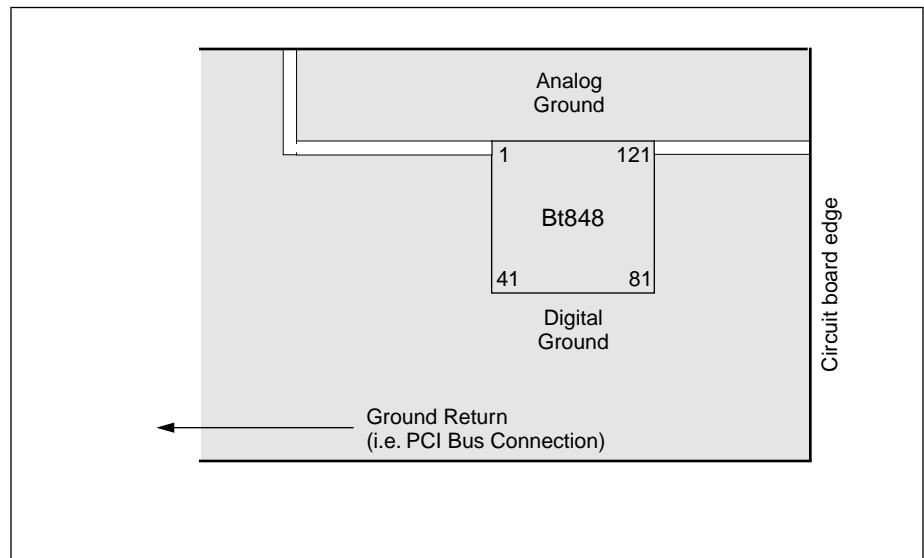 Analog
Ground
1 121
Bt848
41 81
Digital
Ground
Circuit board edge
Ground Return
(i.e. PCI Bus Connection)